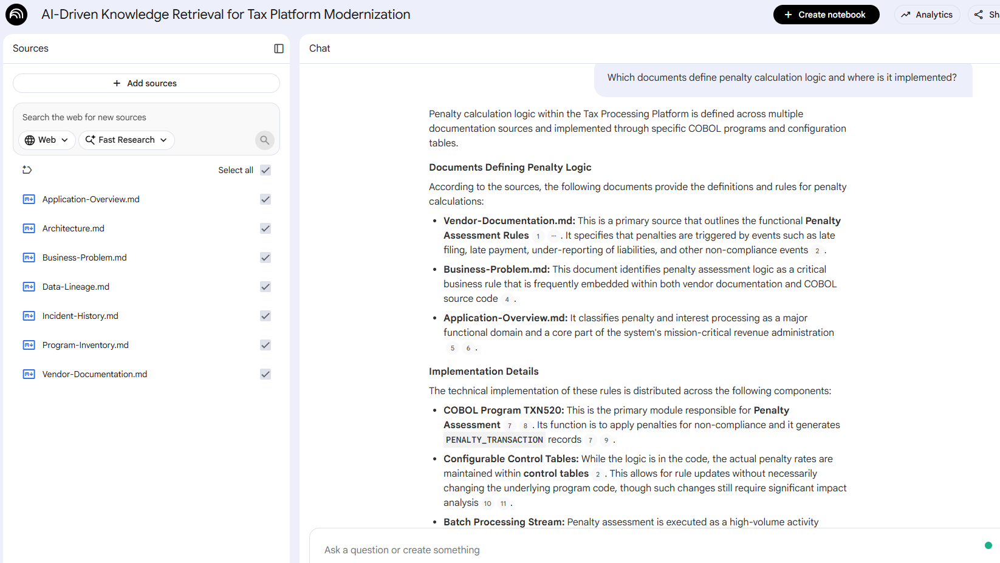 AI-Driven Knowledge Retrieval for Tax Platform Modernization
Create notebook
Analytics
Sources
+ Add sources
Search the web for new sources
Web
Fast Research
Select all
Application-Overview.md
Architecture.md
Business-Problem.md
Data-Lineage.md
Incident-History.md
Program-Inventory.md
Vendor-Documentation.md
Chat
Which documents define penalty calculation logic and where is it implemented?
Penalty calculation logic within the Tax Processing Platform is defined across multiple
documentation sources and implemented through specific COBOL programs and configuration
tables.
Documents Defining Penalty Logic
According to the sources, the following documents provide the definitions and rules for penalty
calculations:
• Vendor-Documentation.md: This is a primary source that outlines the functional Penalty
Assessment Rules 1 ... . It specifies that penalties are triggered by events such as late
filing, late payment, under-reporting of liabilities, and other non-compliance events 2 .
• Business-Problem.md: This document identifies penalty assessment logic as a critical
business rule that is frequently embedded within both vendor documentation and COBOL
source code 4 .
• Application-Overview.md: It classifies penalty and interest processing as a major
functional domain and a core part of the system's mission-critical revenue administration
5 6 .
Implementation Details
The technical implementation of these rules is distributed across the following components:
• COBOL Program TXN520: This is the primary module responsible for Penalty
Assessment 7 8 . Its function is to apply penalties for non-compliance and it generates
PENALTY_TRANSACTION records 7 9 .
• Configurable Control Tables: While the logic is in the code, the actual penalty rates are
maintained within control tables 2 . This allows for rule updates without necessarily
changing the underlying program code, though such changes still require significant impact
analysis 10 11 .
• Batch Processing Stream: Penalty assessment is executed as a high-volume activity
Ask a question or create something